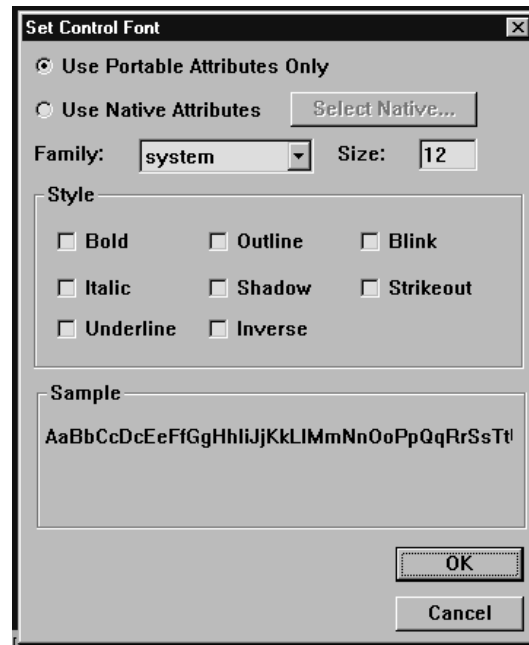 Set Control Font
Use Portable Attributes Only
Use Native Attributes Select Native...
Family: system Size: 12
Style
Bold Outline Blink
Italic Shadow Strikeout
Underline Inverse
Sample
AaBbCcDcEeFfGgHhIiJjKkLlMmNnOoPpQqRrSsTt
OK
Cancel